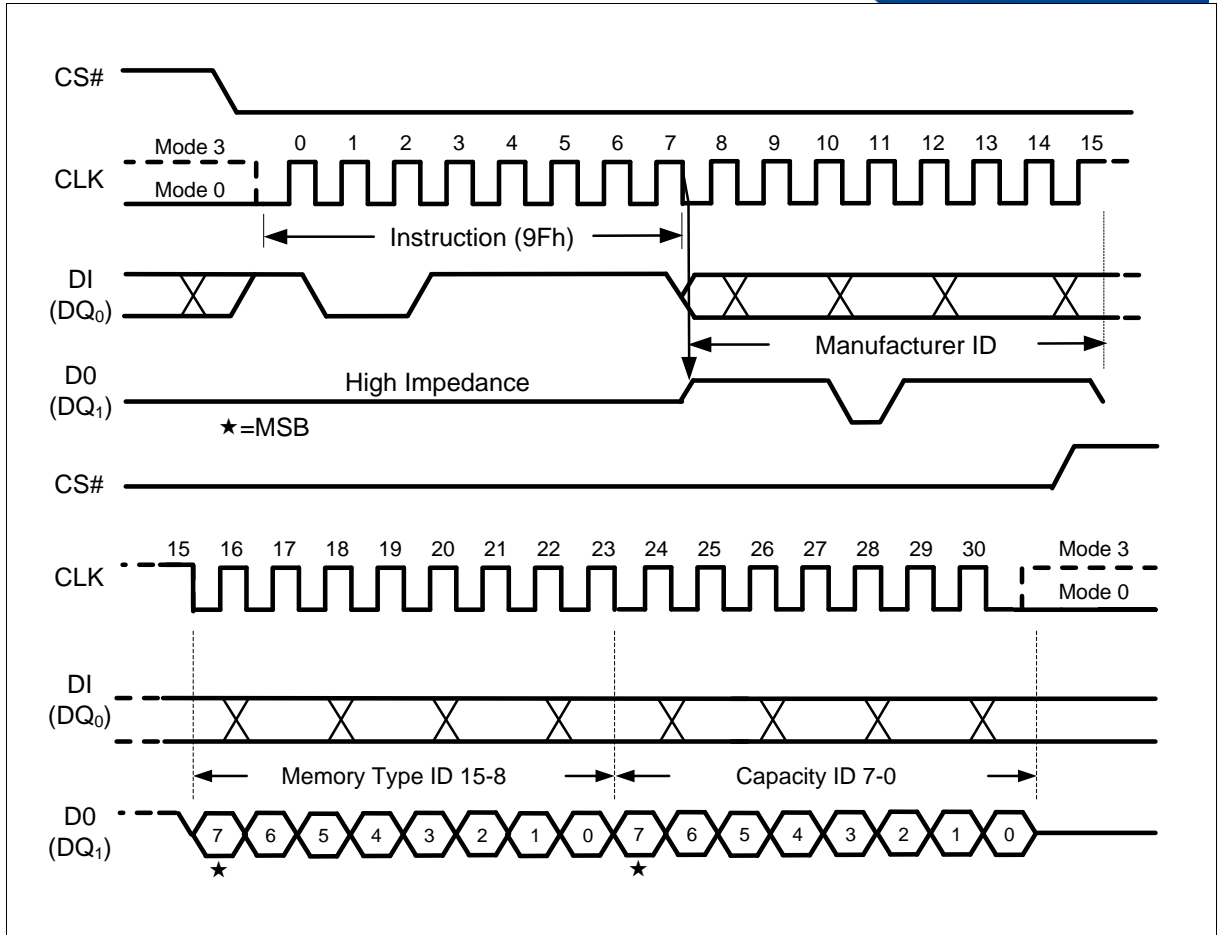 CS#
Mode 3
0 1 2 3 4 5 6 7 8 9 10 11 12 13 14 15
CLK
Mode 0
Instruction (9Fh)
DI
(DQ0)
Manufacturer ID
D0
(DQ1)
High Impedance
★=MSB
CS#
15 16 17 18 19 20 21 22 23 24 25 26 27 28 29 30
Mode 3
CLK
Mode 0
DI
(DQ0)
Memory Type ID 15-8
Capacity ID 7-0
D0
(DQ1)
7 6 5 4 3 2 1 0 7 6 5 4 3 2 1 0
★ ★